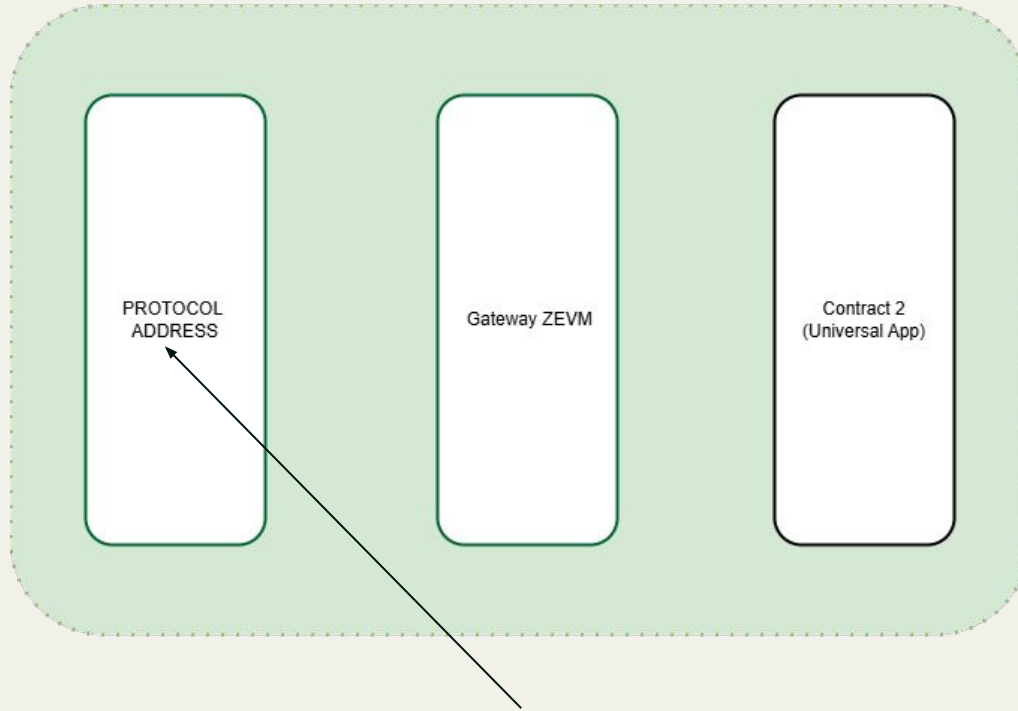 PROTOCOL
ADDRESS
Gateway ZEVM
Contract 2
(Universal App)